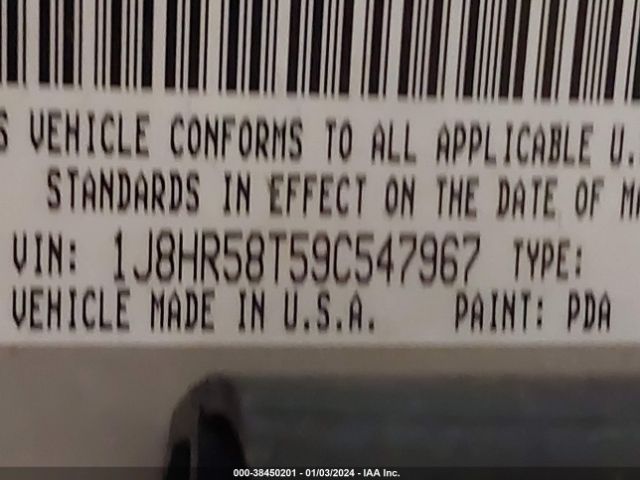 S VEHICLE CONFORMS TO ALL APPLICABLE U.
STANDARDS IN EFFECT ON THE DATE OF MA
VIN: 1J8HR58T59C547967 TYPE:
VEHICLE MADE IN U.S.A. PAINT: PDA
000-38450201 - 01/03/2024 - IAA Inc.